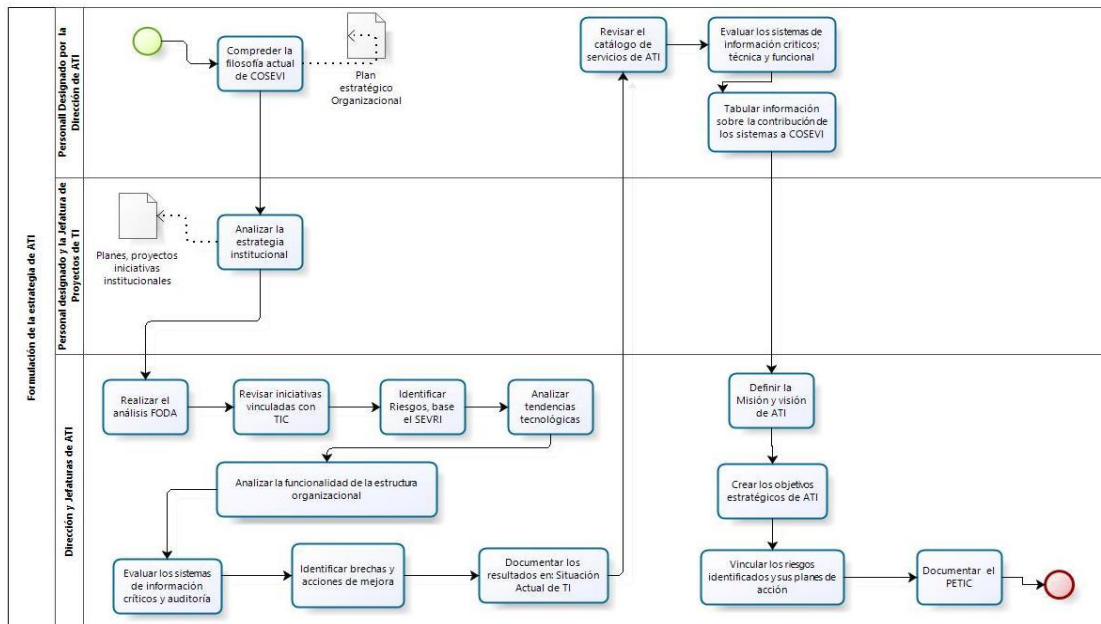 Formulación de la estrategia de ATI
Personall Designado por la
Dirección de ATI
Compreder la
filosofía actual
de COSEVI
Plan
estratégico
Organizacional
Revisar el
catálogo de
servicios de ATI
Evaluar los sistemas de
información criticos;
técnica y funcional
Tabular información
sobre la contribución de
los sistemas a COSEVI
Personal designado y la Jefatura de
Proyectos de TI
Planes, proyectos
iniciativas
institucionales
Analizar la
estrategia
institucional
Dirección y Jefaturas de ATI
Realizar el
análisis FODA
Revisar iniciativas
vinculadas con
TIC
Identificar
Riesgos, base
el SEVRI
Analizar
tendencias
tecnológicas
Analizar la funcionalidad de la estructura
organizacional
Evaluar los sistemas
de información
críticos y auditoría
Identificar brechas y
acciones de mejora
Documentar los
resultados en: Situación
Actual de TI
Definir la
Misión y visión
de ATI
Crear los objetivos
estratégicos de ATI
Vincular los riesgos
identificados y sus planes de
acción
Documentar el
PETIC